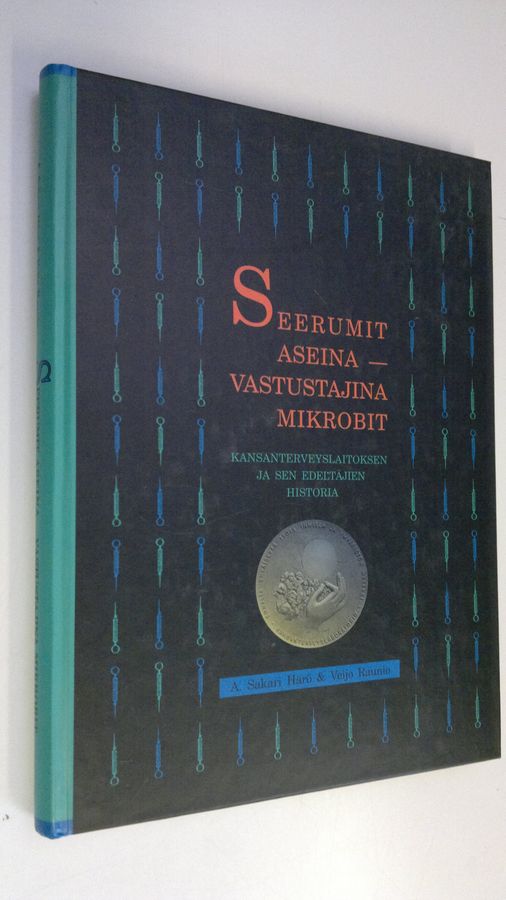 SEERUMIT
ASEINA —
VASTUSTAJINA
MIKROBIT
KANSANTERVEYSLAITOKSEN
JA SEN EDELTÄJIEN
HISTORIA
A. Sakari Härö & Veijo Raunio